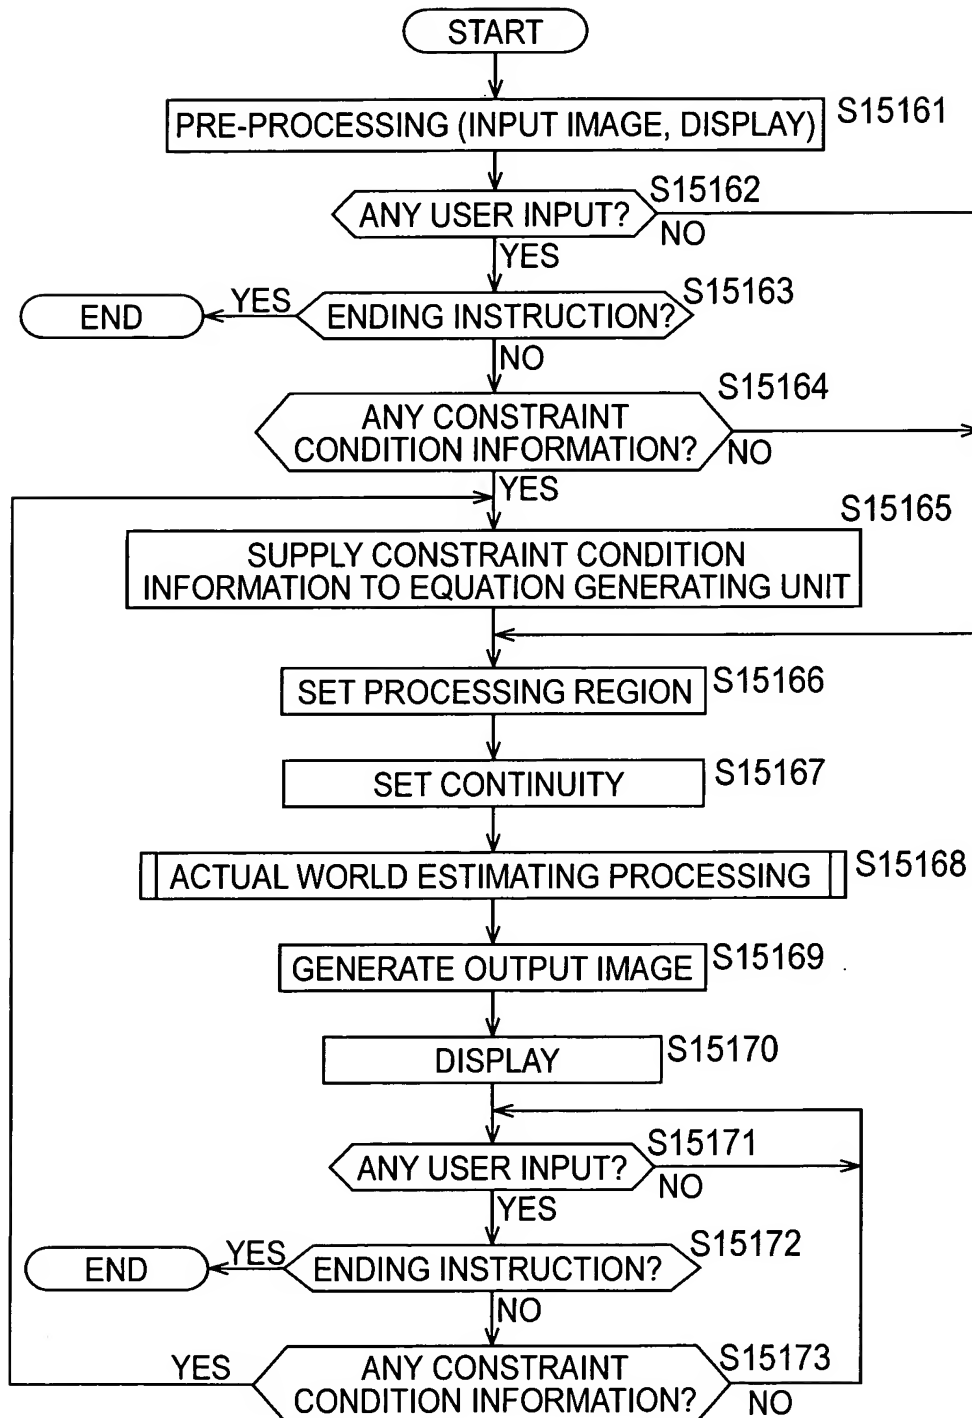 START
PRE-PROCESSING (INPUT IMAGE, DISPLAY)
S15161
ANY USER INPUT?
S15162
NO
YES
ENDING INSTRUCTION?
S15163
YES
END
NO
ANY CONSTRAINT
CONDITION INFORMATION?
S15164
NO
YES
S15165
SUPPLY CONSTRAINT CONDITION
INFORMATION TO EQUATION GENERATING UNIT
SET PROCESSING REGION
S15166
SET CONTINUITY
S15167
ACTUAL WORLD ESTIMATING PROCESSING
S15168
GENERATE OUTPUT IMAGE
S15169
DISPLAY
S15170
ANY USER INPUT?
S15171
NO
YES
ENDING INSTRUCTION?
S15172
YES
END
NO
ANY CONSTRAINT
CONDITION INFORMATION?
S15173
YES
NO